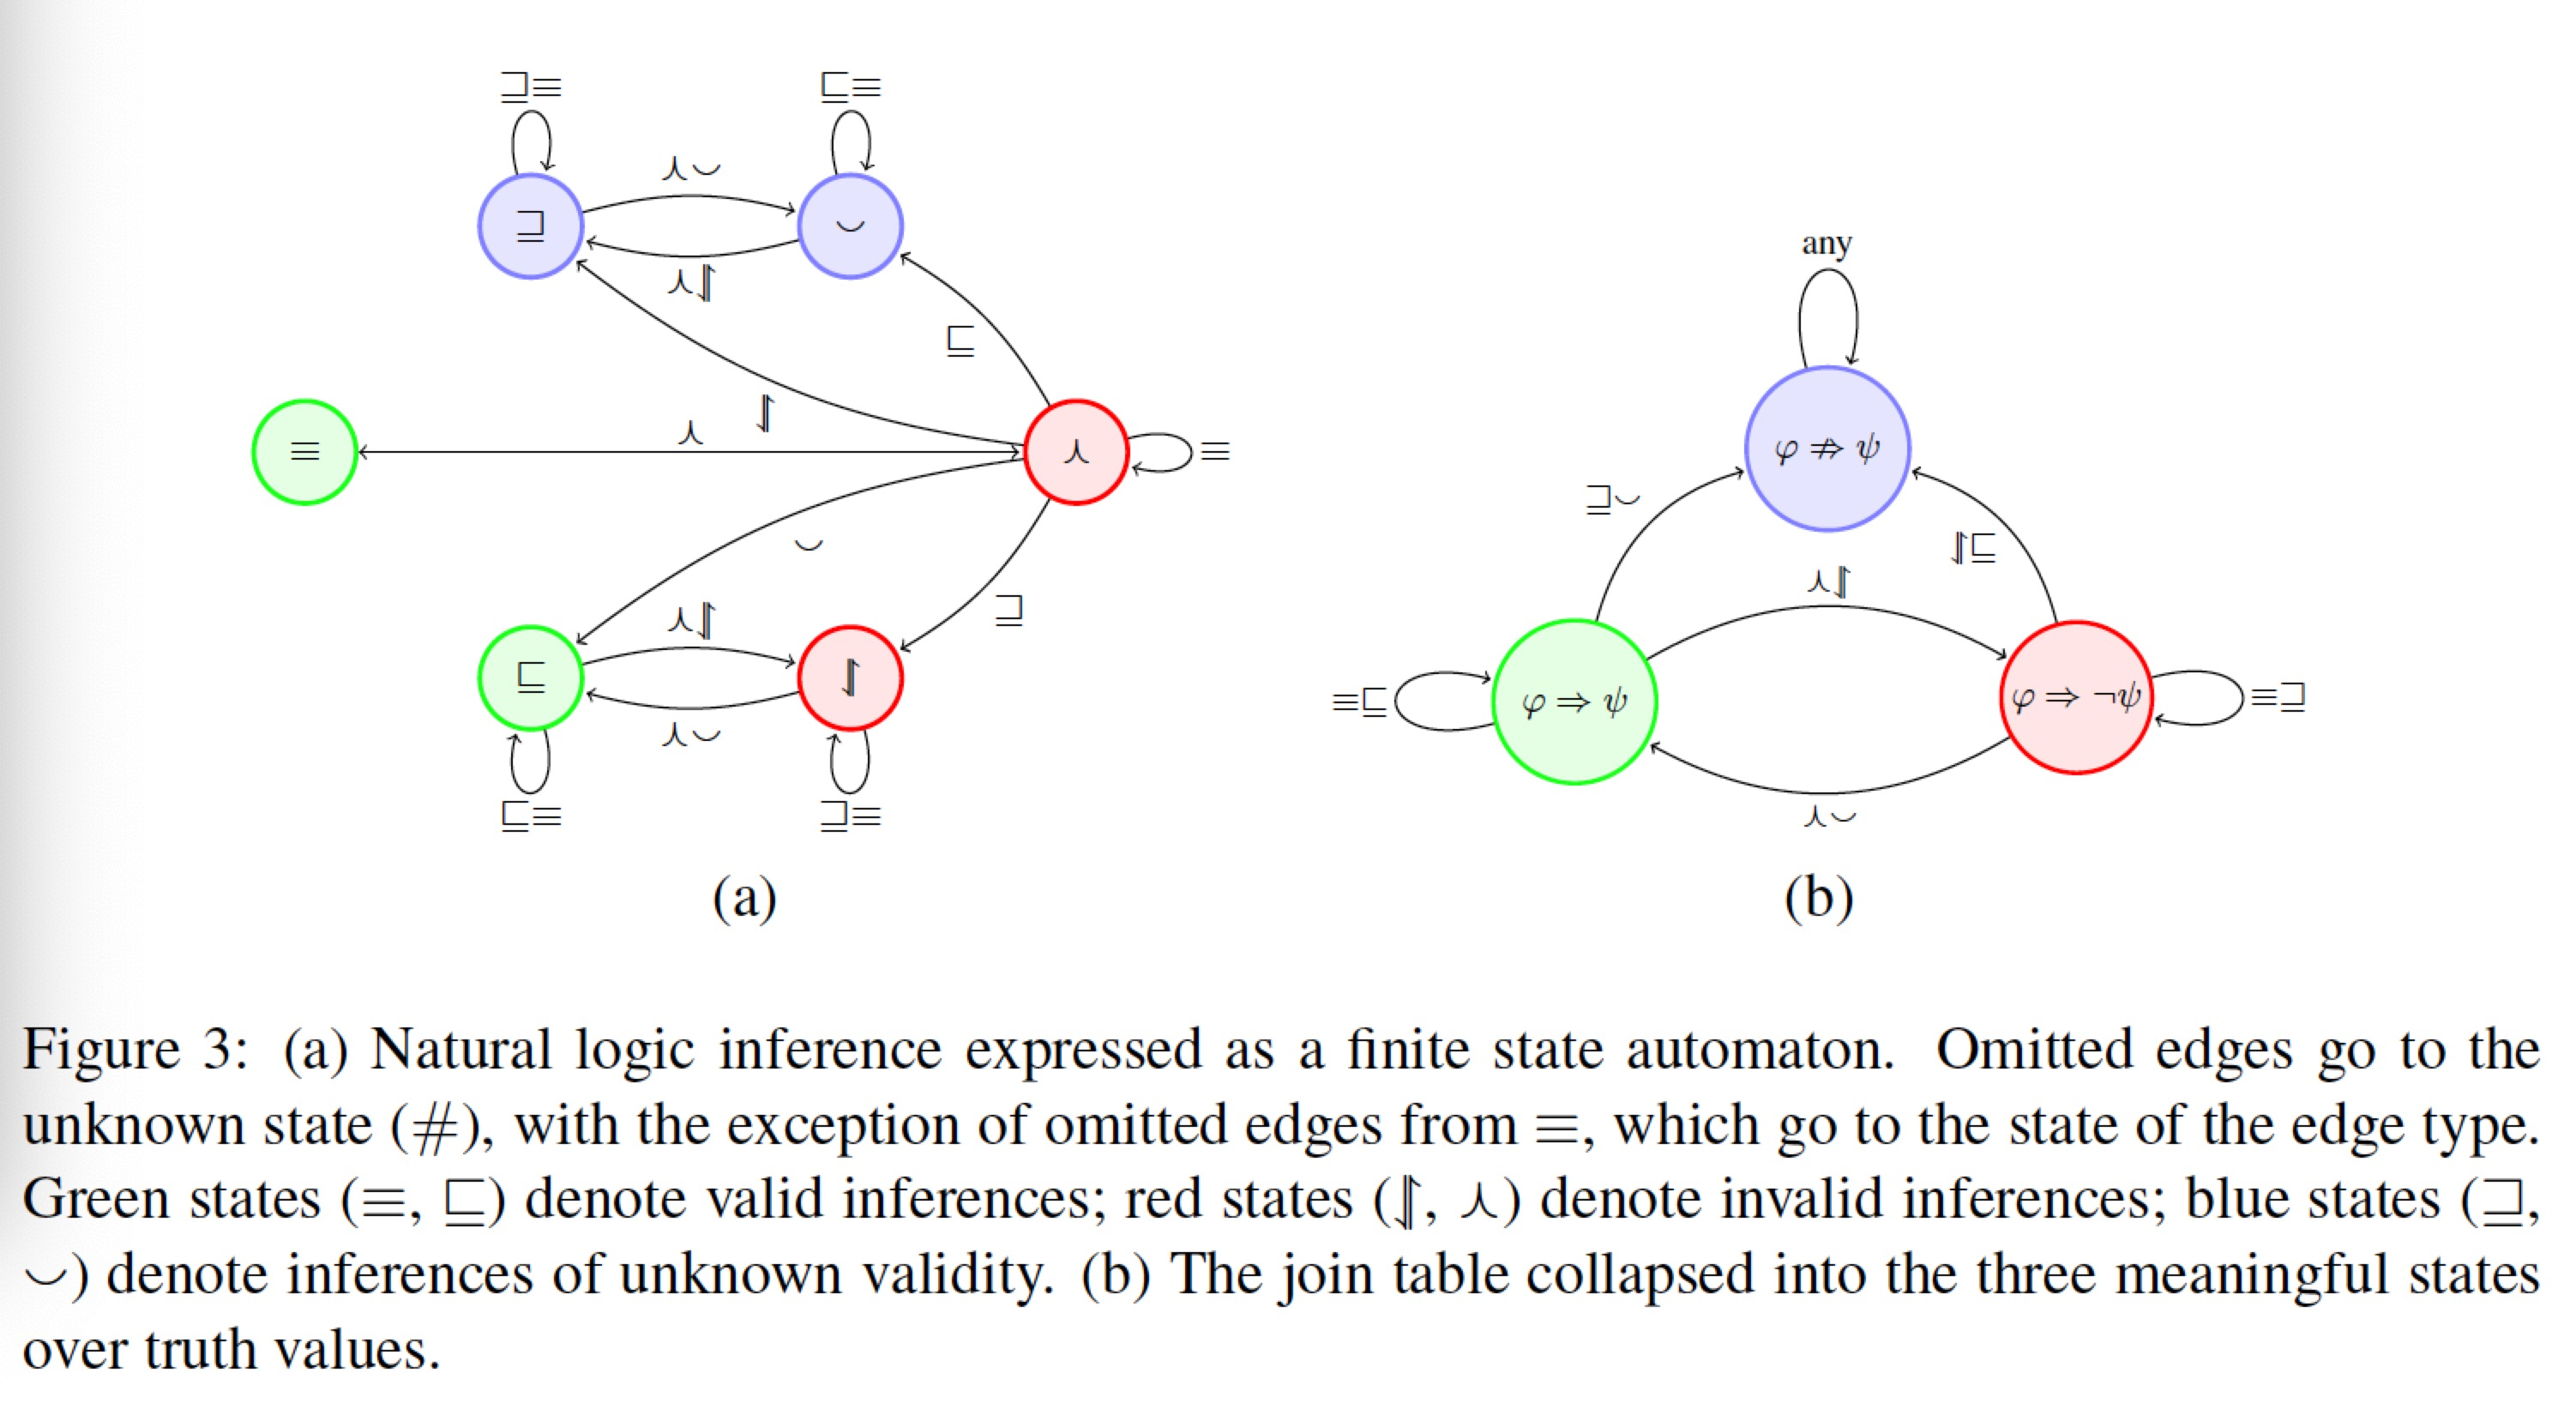 ⊒≡ ⊑≡
⋏⌣
⊒ ⌣
⋏⥮
⊑
⥮
⋏
≡ ⋏ ≡
⌣
⊒
⋏⥮
⊑ ⥮
⋏⌣
⊑≡ ⊒≡
(a)
any
φ ⇏ ψ
⊒⌣
⥮⊑
⋏⥮
≡⊑ φ ⇒ ψ φ ⇒ ¬ψ ≡⊒
⋏⌣
(b)
Figure 3: (a) Natural logic inference expressed as a finite state automaton. Omitted edges go to the
unknown state (#), with the exception of omitted edges from ≡, which go to the state of the edge type.
Green states (≡, ⊑) denote valid inferences; red states (⥮, ⋏) denote invalid inferences; blue states (⊒,
⌣) denote inferences of unknown validity. (b) The join table collapsed into the three meaningful states
over truth values.